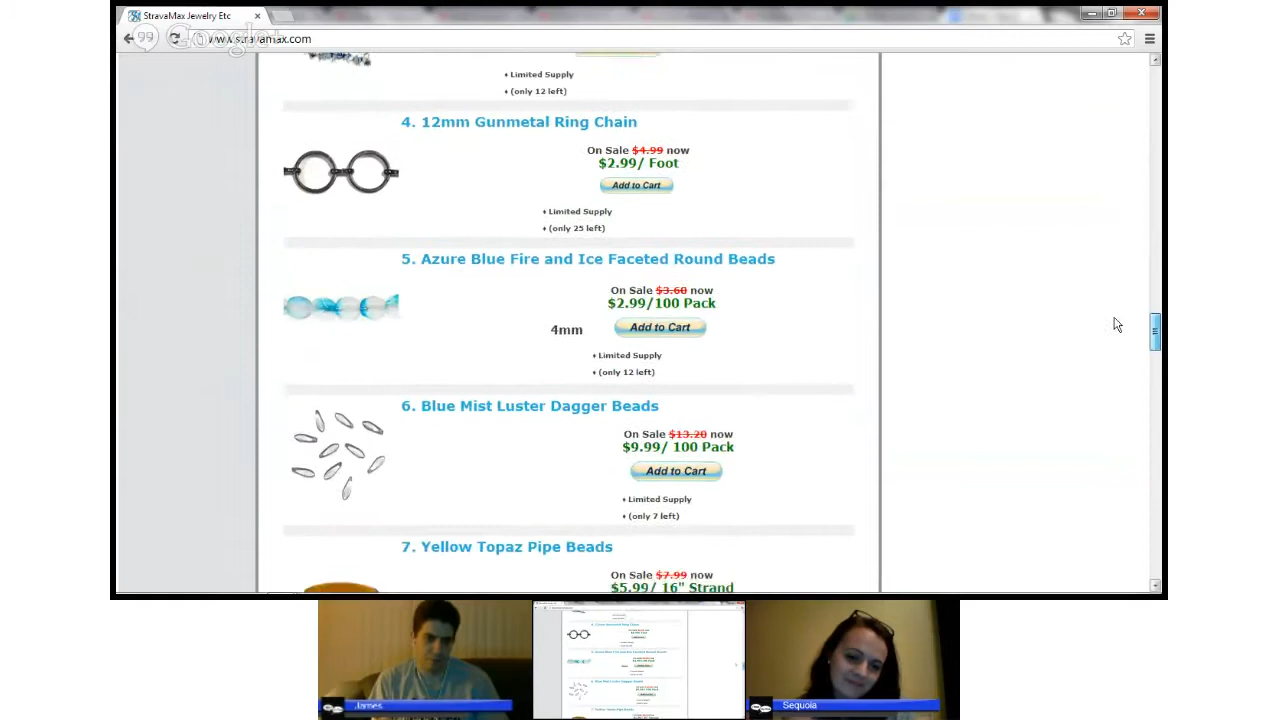 StravaMax Jewelry Etc
Google+
www.stravamax.com
♦ Limited Supply
♦ (only 12 left)
4. 12mm Gunmetal Ring Chain
On Sale $4.99 now
$2.99/ Foot
Add to Cart
♦ Limited Supply
♦ (only 25 left)
5. Azure Blue Fire and Ice Faceted Round Beads
On Sale $3.60 now
$2.99/100 Pack
4mm
Add to Cart
♦ Limited Supply
♦ (only 12 left)
6. Blue Mist Luster Dagger Beads
On Sale $13.20 now
$9.99/ 100 Pack
Add to Cart
♦ Limited Supply
♦ (only 7 left)
7. Yellow Topaz Pipe Beads
On Sale $7.99 now
$5.99/ 16" Strand
James
Sequoia